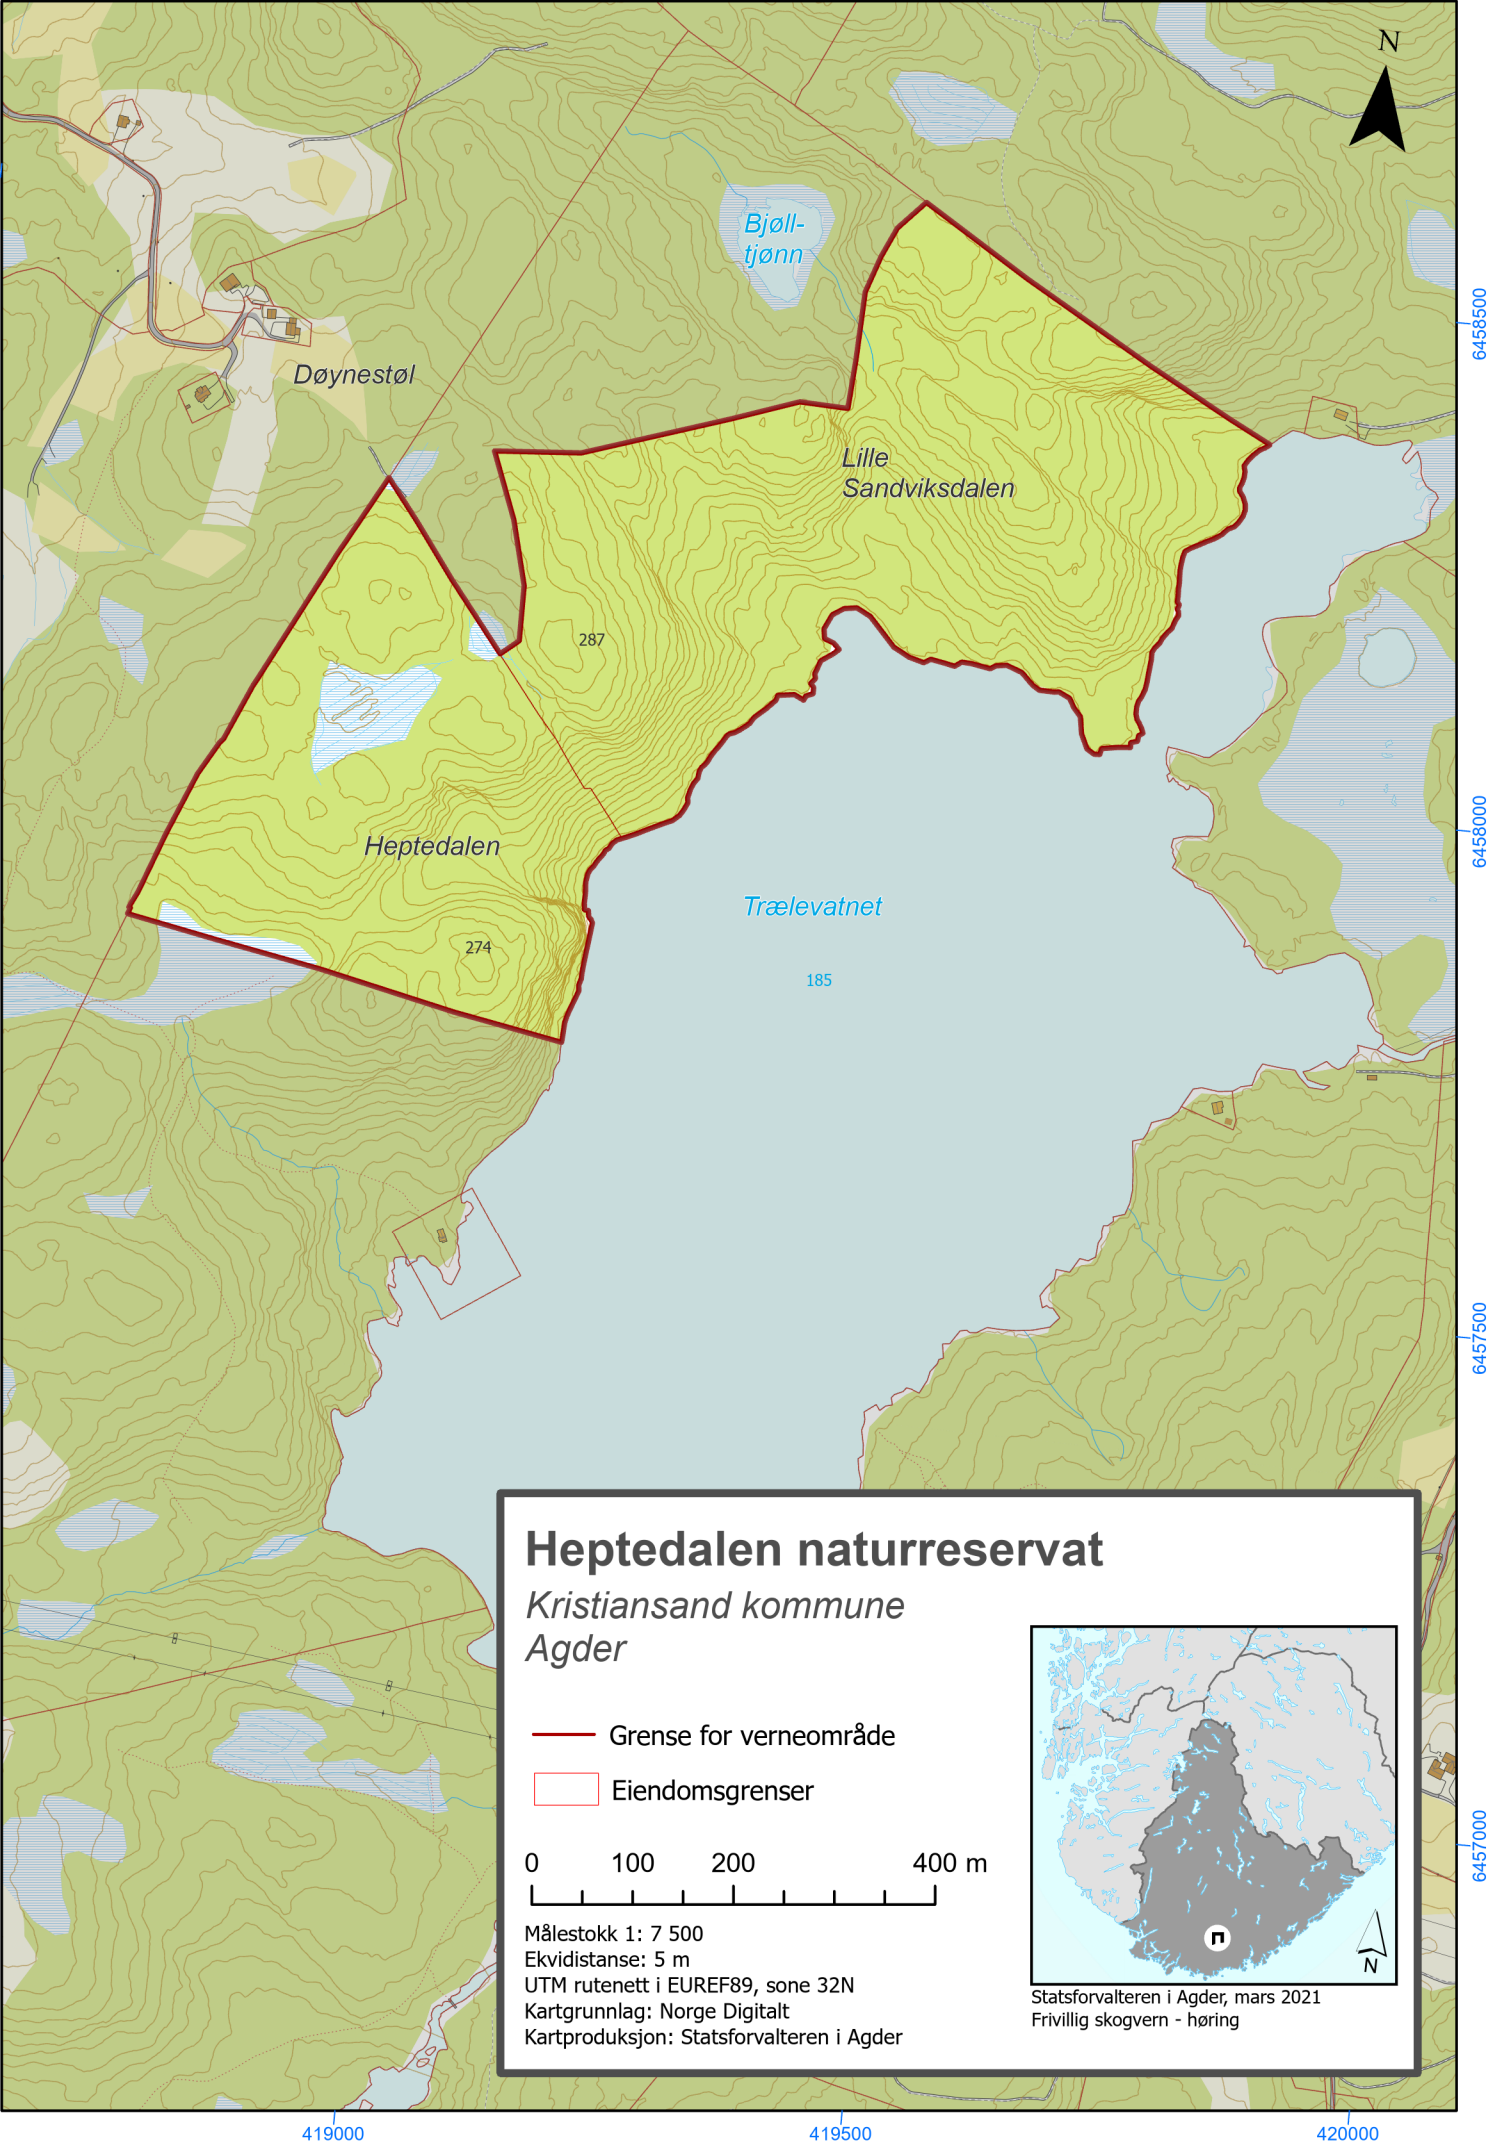 N
Bjøll-
tjønn
6458500
Døynestøl
Lille
Sandviksdalen
287
6458000
Heptedalen
Trælevatnet
274
185
6457500
Heptedalen naturreservat
Kristiansand kommune
Agder
Grense for verneområde
Eiendomsgrenser
0 100 200 400 m
6457000
Målestokk 1: 7 500
Ekvidistanse: 5 m
UTM rutenett i EUREF89, sone 32N
Kartgrunnlag: Norge Digitalt
Kartproduksjon: Statsforvalteren i Agder
N
Statsforvalteren i Agder, mars 2021
Frivillig skogvern - høring
419000 419500 420000